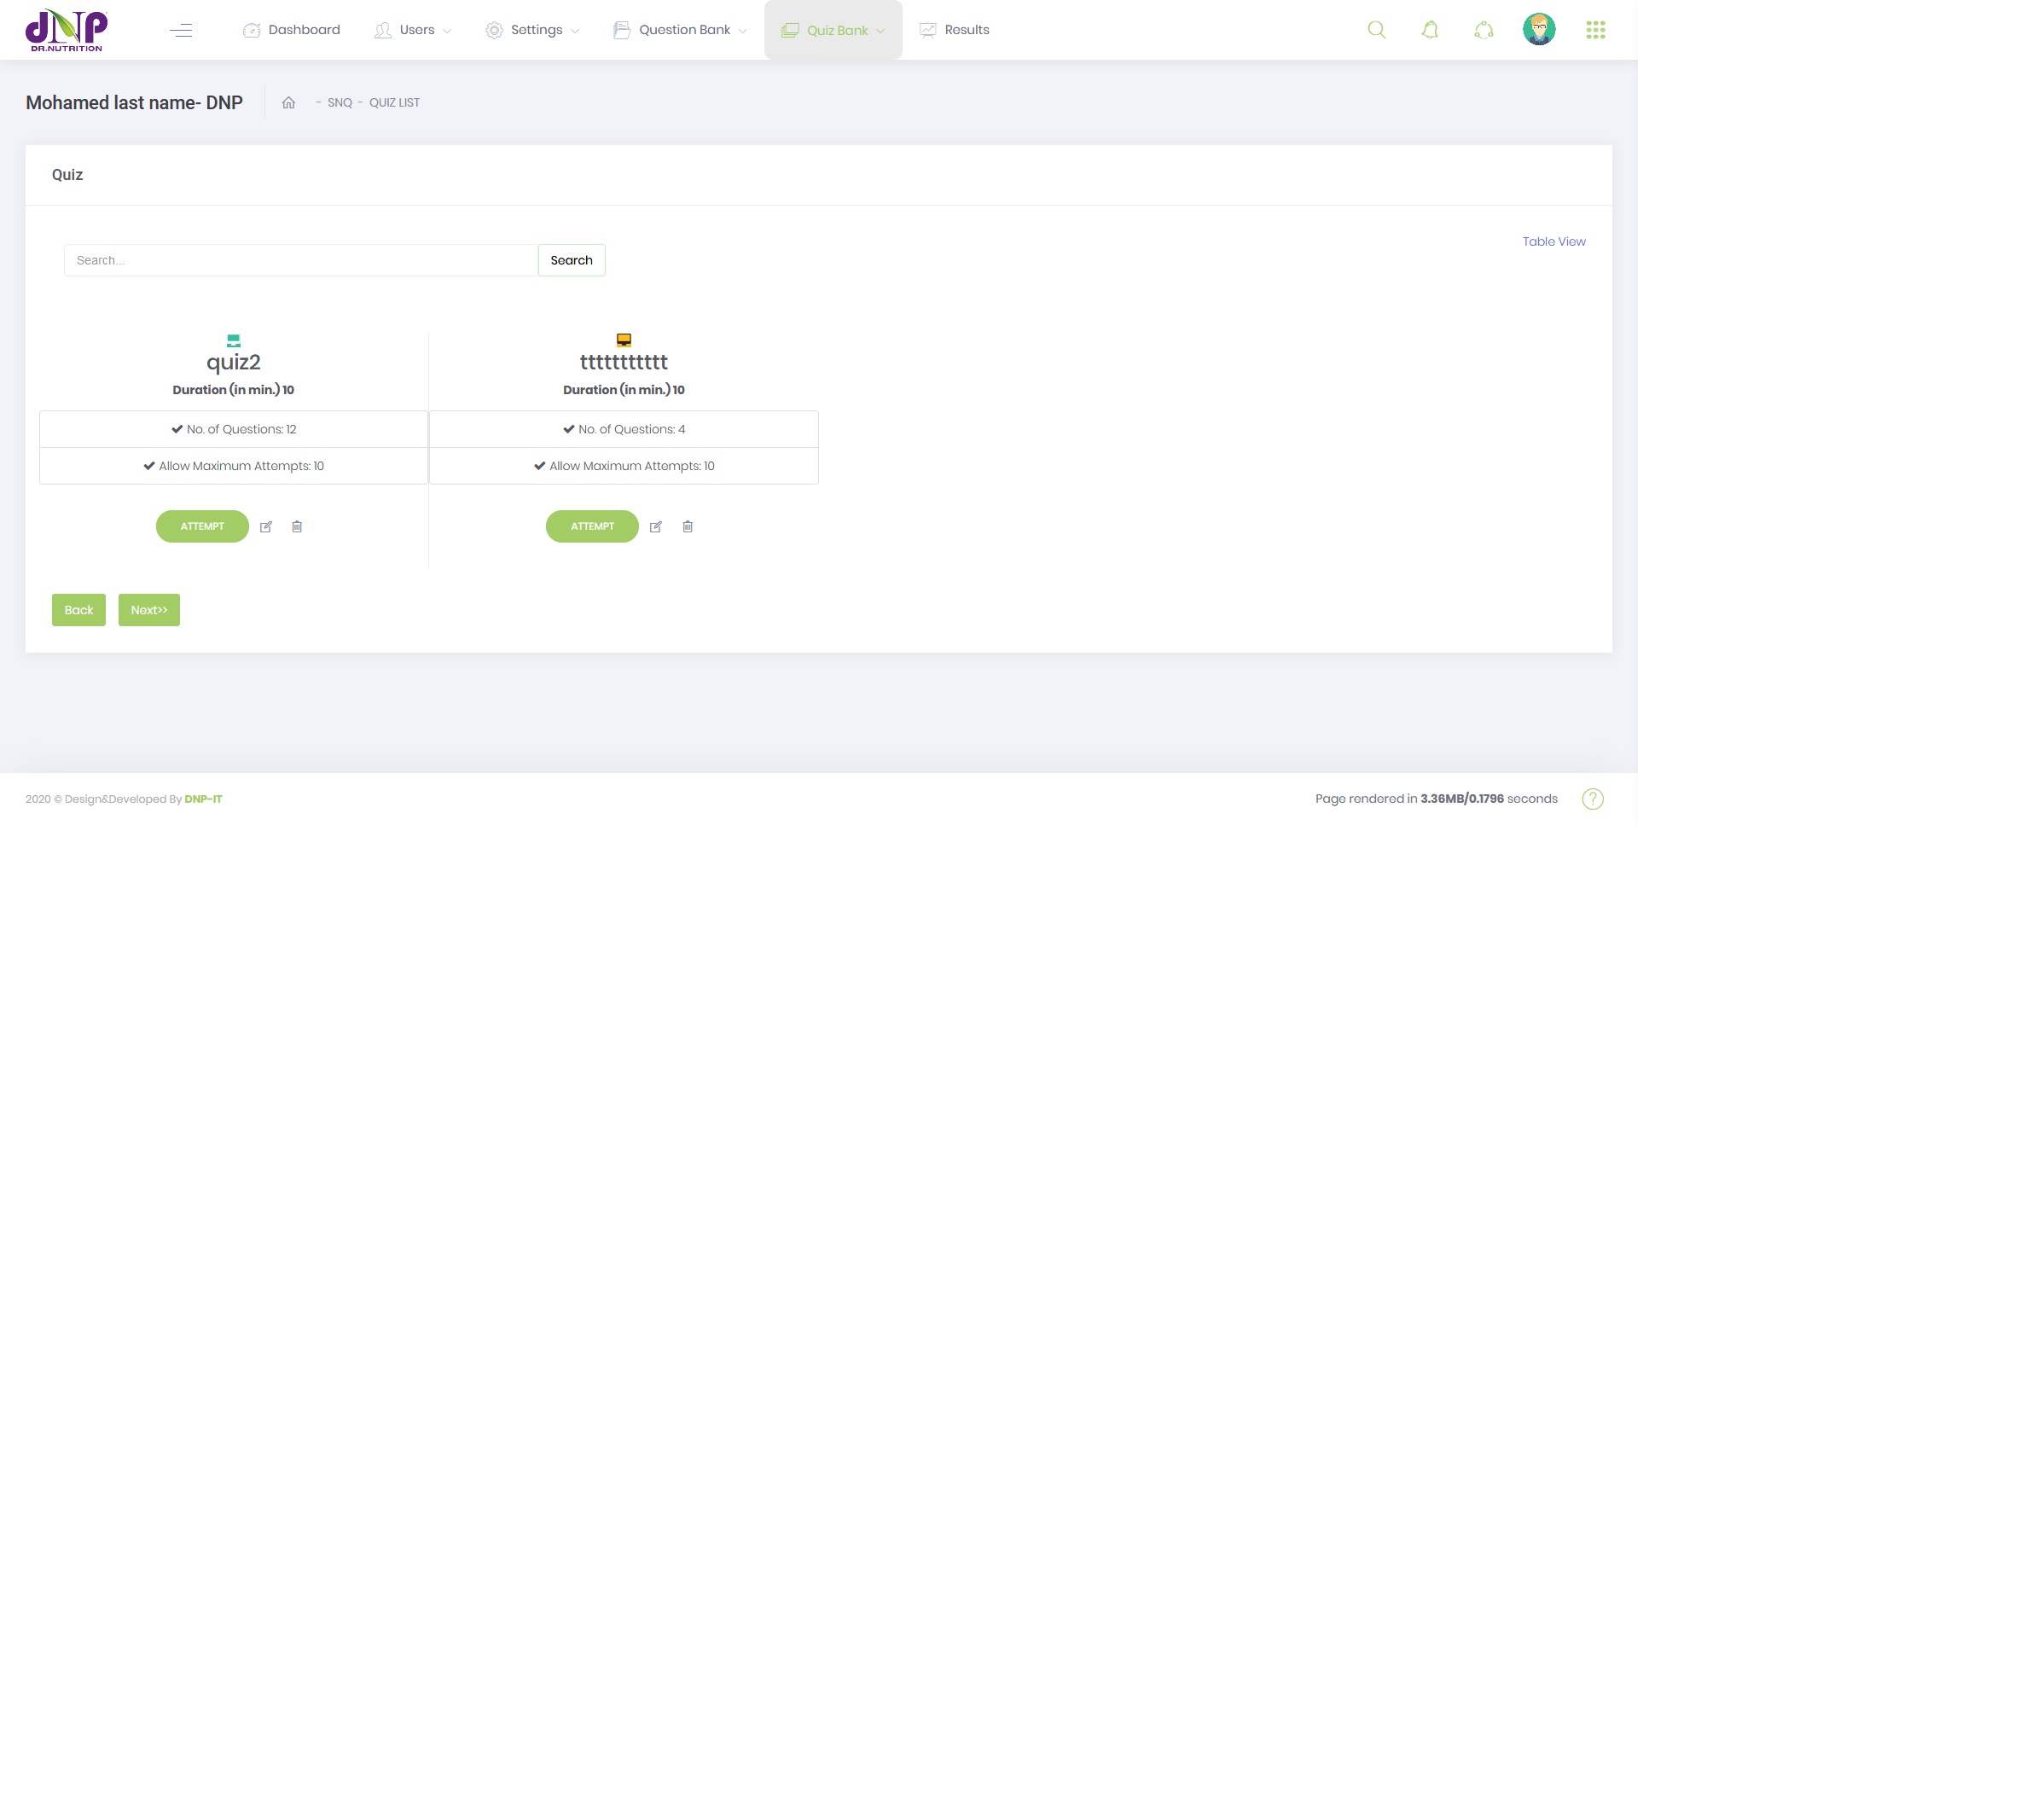 dNP
DR.NUTRITION
Dashboard
Users
Settings
Question Bank
Quiz Bank
Results
Mohamed last name- DNP
- SNQ - QUIZ LIST
Quiz
Table View
Search...
Search
quiz2
Duration (in min.) 10
No. of Questions: 12
Allow Maximum Attempts: 10
ATTEMPT
ttttttttttt
Duration (in min.) 10
No. of Questions: 4
Allow Maximum Attempts: 10
ATTEMPT
Back
Next>>
2020 © Design&Developed By DNP-IT
Page rendered in 3.36MB/0.1796 seconds
?